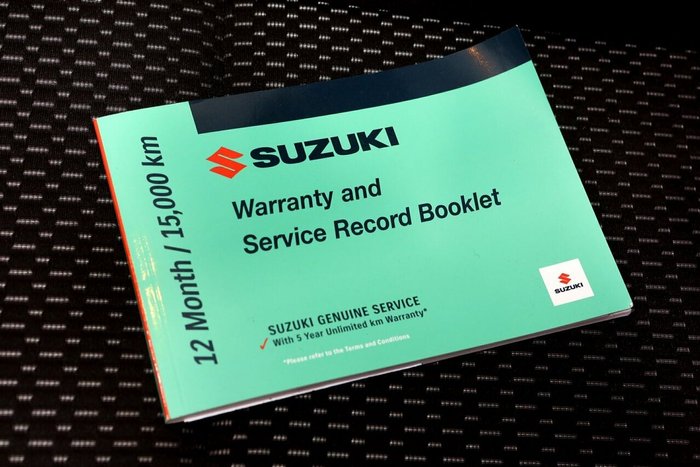 12 Month / 15,000 km
SUZUKI
Warranty and
Service Record Booklet
SUZUKI GENUINE SERVICE
With 5 Year Unlimited km Warranty*
*Please refer to the Terms and Conditions
SUZUKI